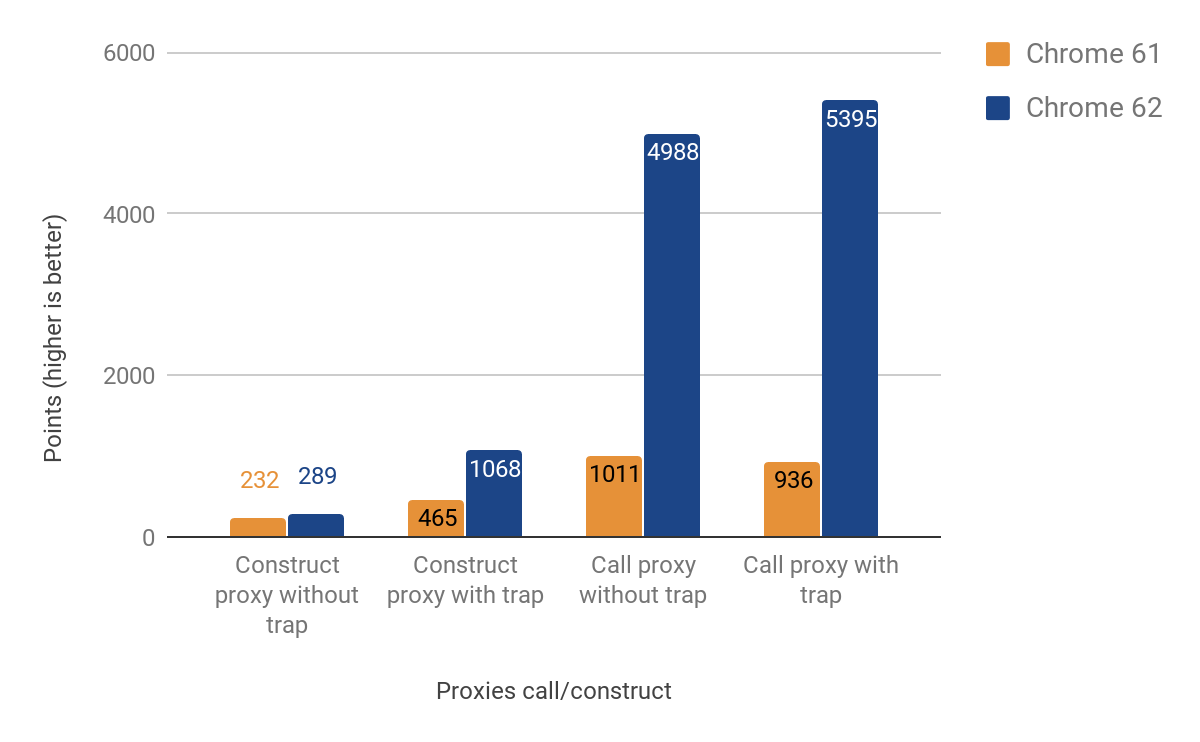 6000
4000
2000
0
Points (higher is better)
232
289
465
1068
1011
4988
936
5395
Construct
proxy without
trap
Construct
proxy with trap
Call proxy
without trap
Call proxy with
trap
Proxies call/construct
Chrome 61
Chrome 62